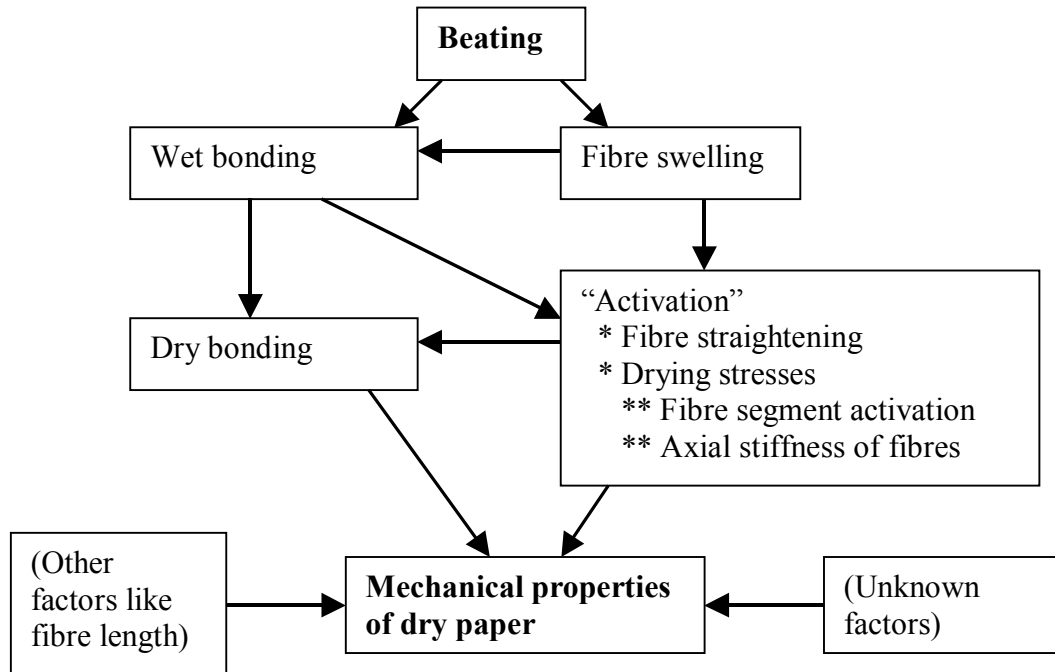 Beating
Wet bonding
Fibre swelling
“Activation”
* Fibre straightening
* Drying stresses
** Fibre segment activation
** Axial stiffness of fibres
Dry bonding
(Other
factors like
fibre length)
Mechanical properties
of dry paper
(Unknown
factors)